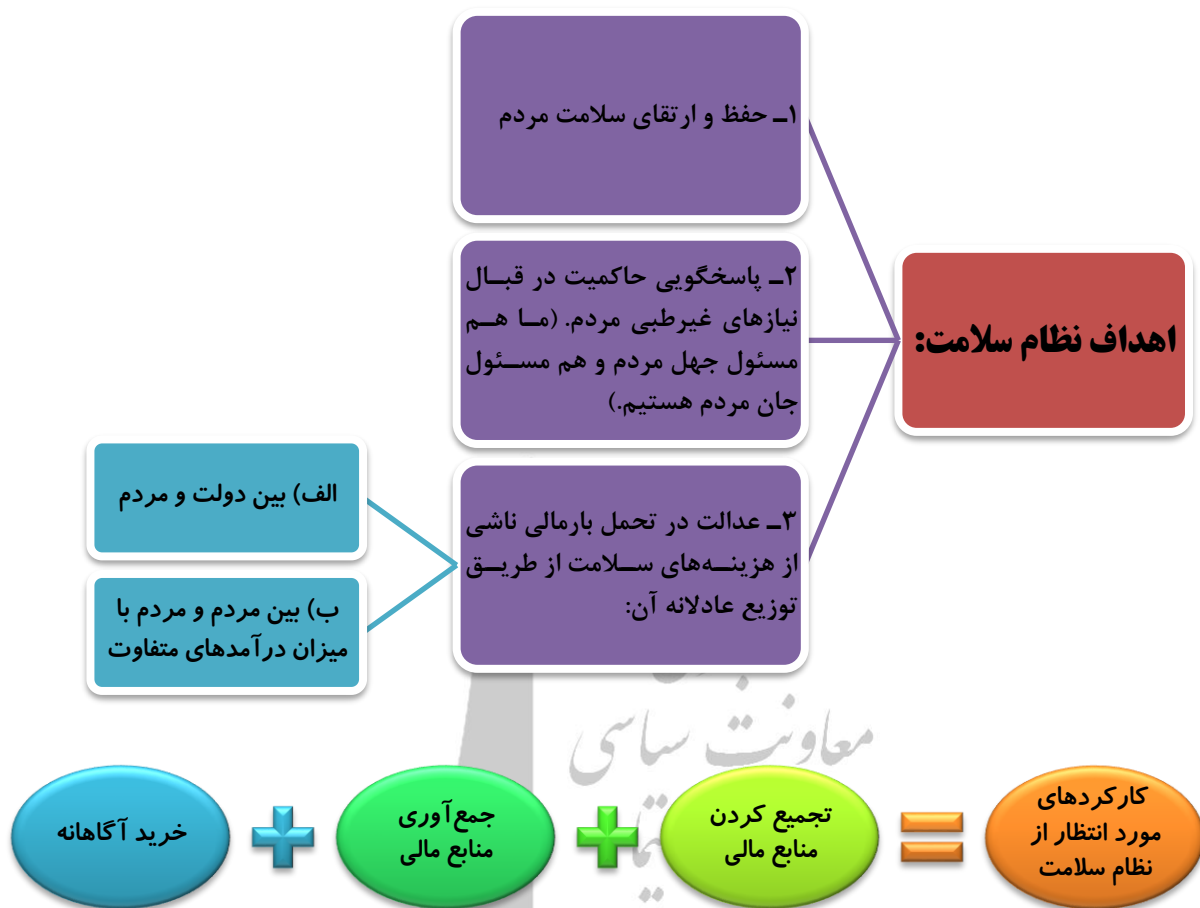 اهداف نظام سلامت:
۱ـ حفظ و ارتقای سلامت مردم
۲ـ پاسخگویی حاکمیت در قبال
نیازهای غیرطبی مردم. (ما هم
مسئول جهل مردم و هم مسئول
جان مردم هستیم.)
۳ـ عدالت در تحمل بارمالی ناشی
از هزینه‌های سلامت از طریق
توزیع عادلانه آن:
الف) بین دولت و مردم
ب) بین مردم و مردم با
میزان درآمدهای متفاوت
معاونت سیاسی
کارکردهای
مورد انتظار از
نظام سلامت
=
تجمیع کردن
منابع مالی
+
جمع‌آوری
منابع مالی
+
خرید آگاهانه